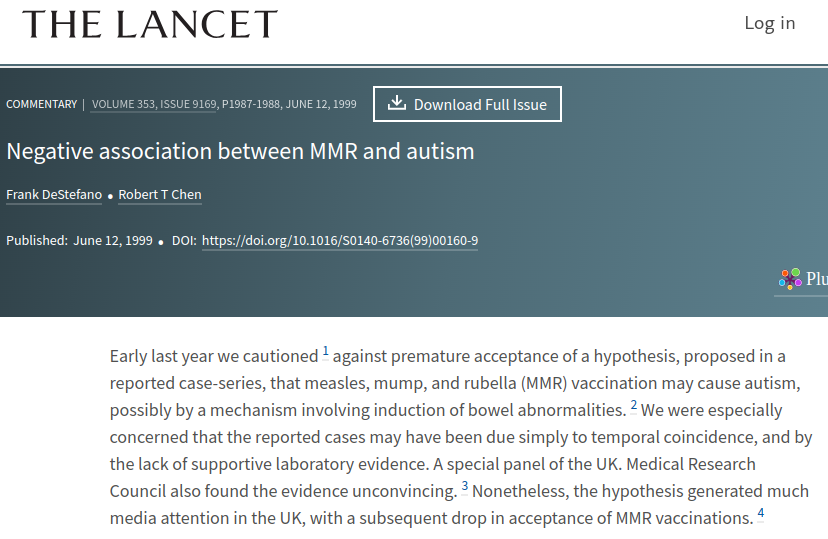 THE LANCET
Log in
COMMENTARY | VOLUME 353, ISSUE 9169, P1987-1988, JUNE 12, 1999
Download Full Issue
Negative association between MMR and autism
Frank DeStefano • Robert T Chen
Published: June 12, 1999 • DOI: https://doi.org/10.1016/S0140-6736(99)00160-9
Plu
Early last year we cautioned 1 against premature acceptance of a hypothesis, proposed in a
reported case-series, that measles, mump, and rubella (MMR) vaccination may cause autism,
possibly by a mechanism involving induction of bowel abnormalities. 2 We were especially
concerned that the reported cases may have been due simply to temporal coincidence, and by
the lack of supportive laboratory evidence. A special panel of the UK. Medical Research
Council also found the evidence unconvincing. 3 Nonetheless, the hypothesis generated much
media attention in the UK, with a subsequent drop in acceptance of MMR vaccinations. 4